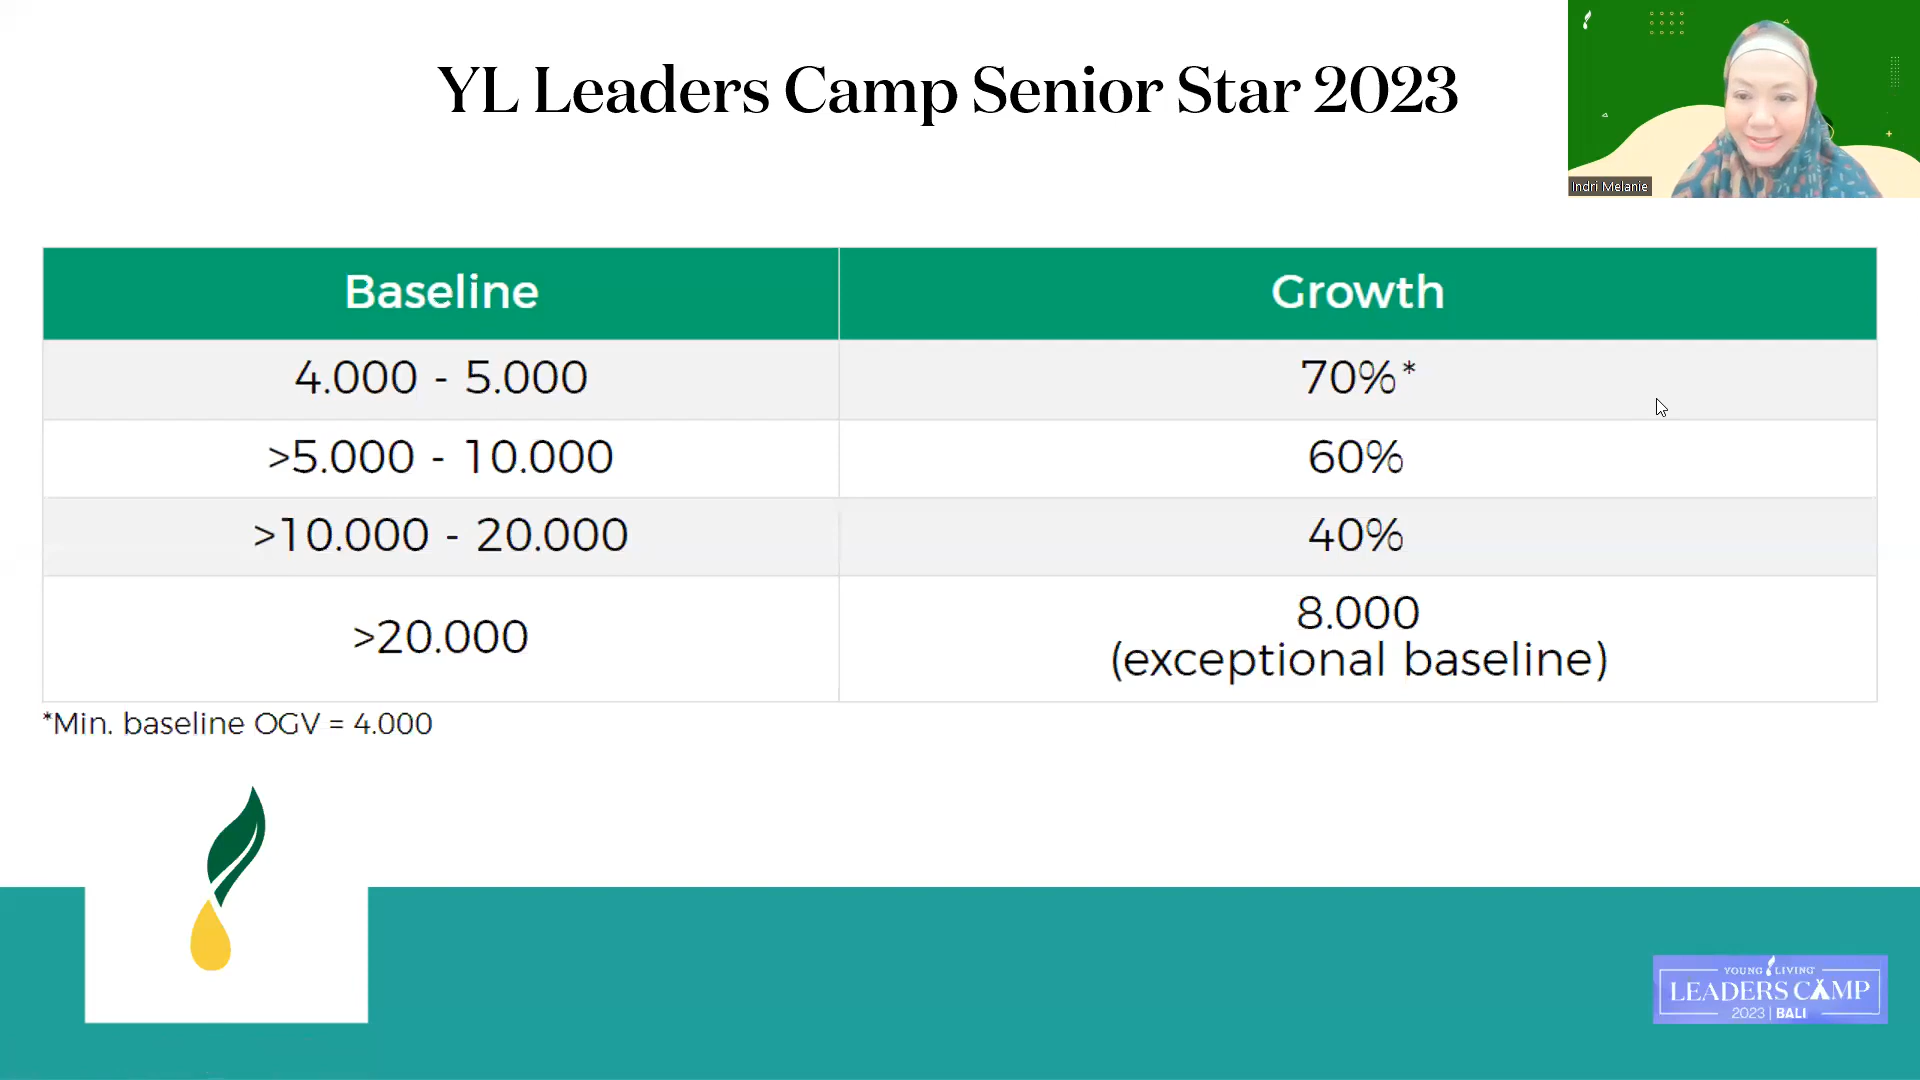 YL Leaders Camp Senior Star 2023
Indri Melanie
Baseline Growth
4.000 - 5.000 70%*
>5.000 - 10.000 60%
>10.000 - 20.000 40%
>20.000 8.000
(exceptional baseline)
*Min. baseline OGV = 4.000
YOUNG LIVING
LEADERS CAMP
2023 | BALI